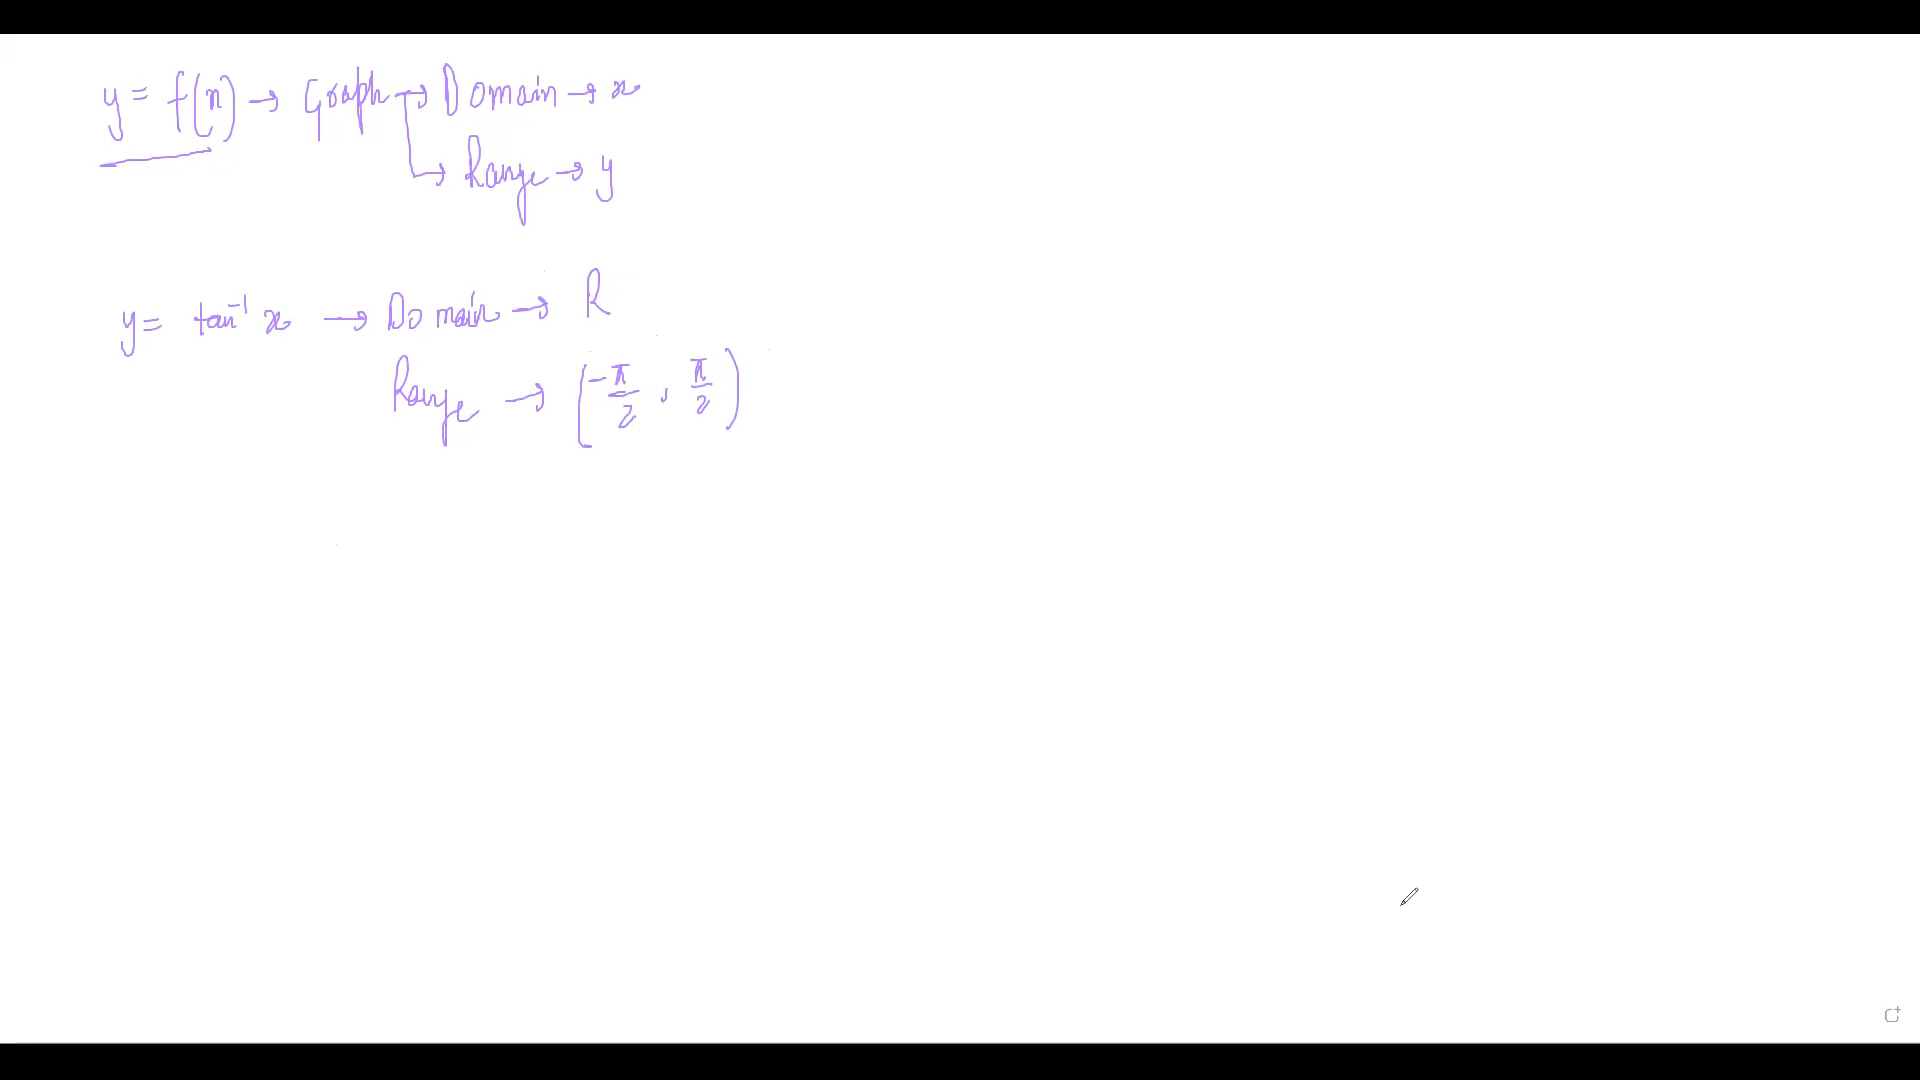 y = f(x) → Graph → Domain → x
→ Range → y
y = tan⁻¹ x → Domain → R
Range → (-π/2, π/2)